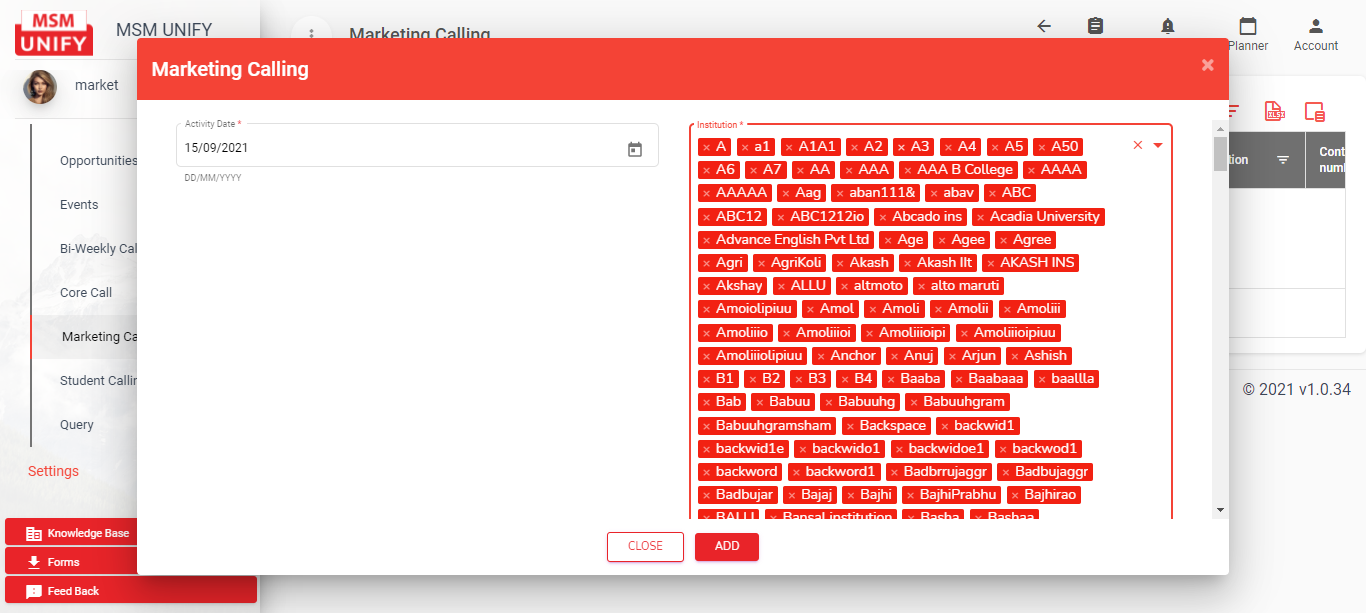 MSM
UNIFY
MSM UNIFY
Marketing Calling
Planner
Account
market
Opportunities
Events
Bi-Weekly Cal
Core Call
Marketing Ca
Student Callin
Query
Settings
Knowledge Base
Forms
Feed Back
Marketing Calling
×
Activity Date *
15/09/2021
DD/MM/YYYY
Institution *
× A × a1 × A1A1 × A2 × A3 × A4 × A5 × A50
× A6 × A7 × AA × AAA × AAA B College × AAAA
× AAAAA × Aag × aban111& × abav × ABC
× ABC12 × ABC1212io × Abcado ins × Acadia University
× Advance English Pvt Ltd × Age × Agee × Agree
× Agri × AgriKoli × Akash × Akash IIt × AKASH INS
× Akshay × ALLU × altmoto × alto maruti
× Amoiolipiuu × Amol × Amoli × Amolii × Amoliii
× Amoliiio × Amoliiioi × Amoliiioipi × Amoliiioipiuu
× Amoliiiolipiuu × Anchor × Anuj × Arjun × Ashish
× B1 × B2 × B3 × B4 × Baaba × Baabaaa × baallla
× Bab × Babuu × Babuuhg × Babuuhgram
× Babuuhgramsham × Backspace × backwid1
× backwid1e × backwido1 × backwidoe1 × backwod1
× backword × backword1 × Badbrrujaggr × Badbujaggr
× Badbujar × Bajaj × Bajhi × BajhiPrabhu × Bajhirao
× BALLI × Bansal institution × Basha × Bashaa
CLOSE
ADD
XLSX
tion
Cont
numb
© 2021 v1.0.34